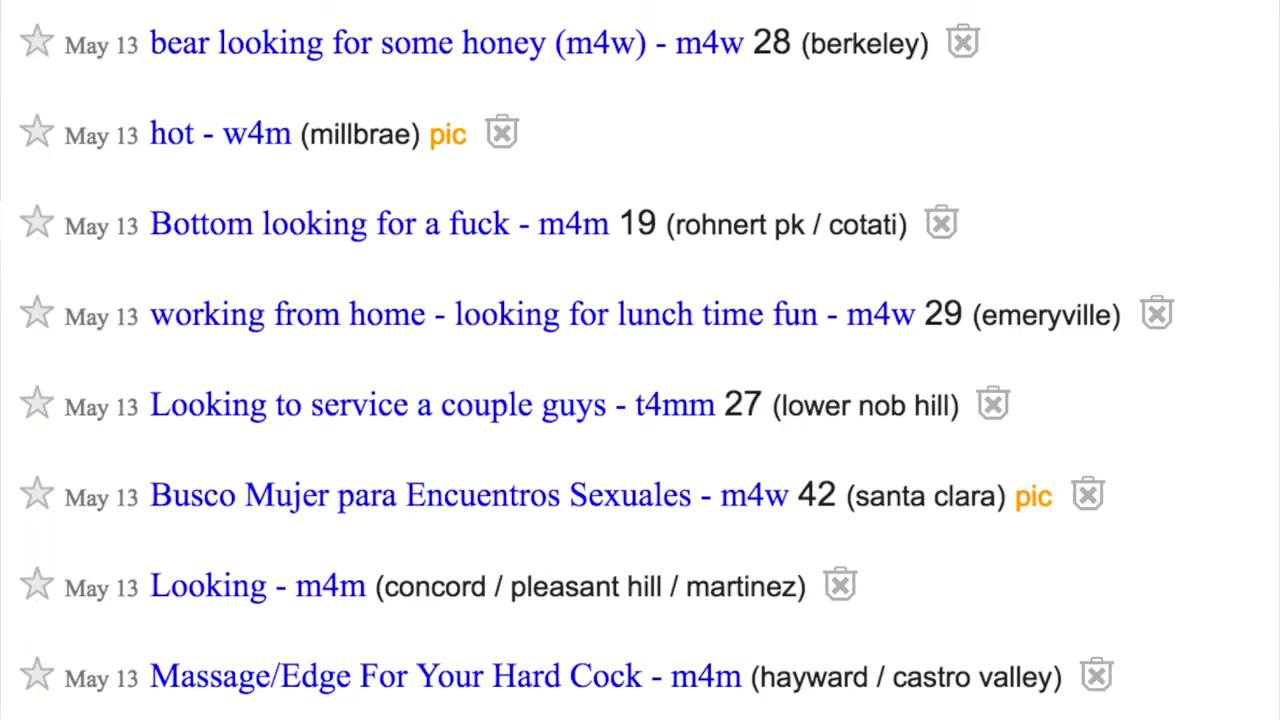 May 13 bear looking for some honey (m4w) - m4w 28 (berkeley)
May 13 hot - w4m (millbrae) pic
May 13 Bottom looking for a fuck - m4m 19 (rohnert pk / cotati)
May 13 working from home - looking for lunch time fun - m4w 29 (emeryville)
May 13 Looking to service a couple guys - t4mm 27 (lower nob hill)
May 13 Busco Mujer para Encuentros Sexuales - m4w 42 (santa clara) pic
May 13 Looking - m4m (concord / pleasant hill / martinez)
May 13 Massage/Edge For Your Hard Cock - m4m (hayward / castro valley)